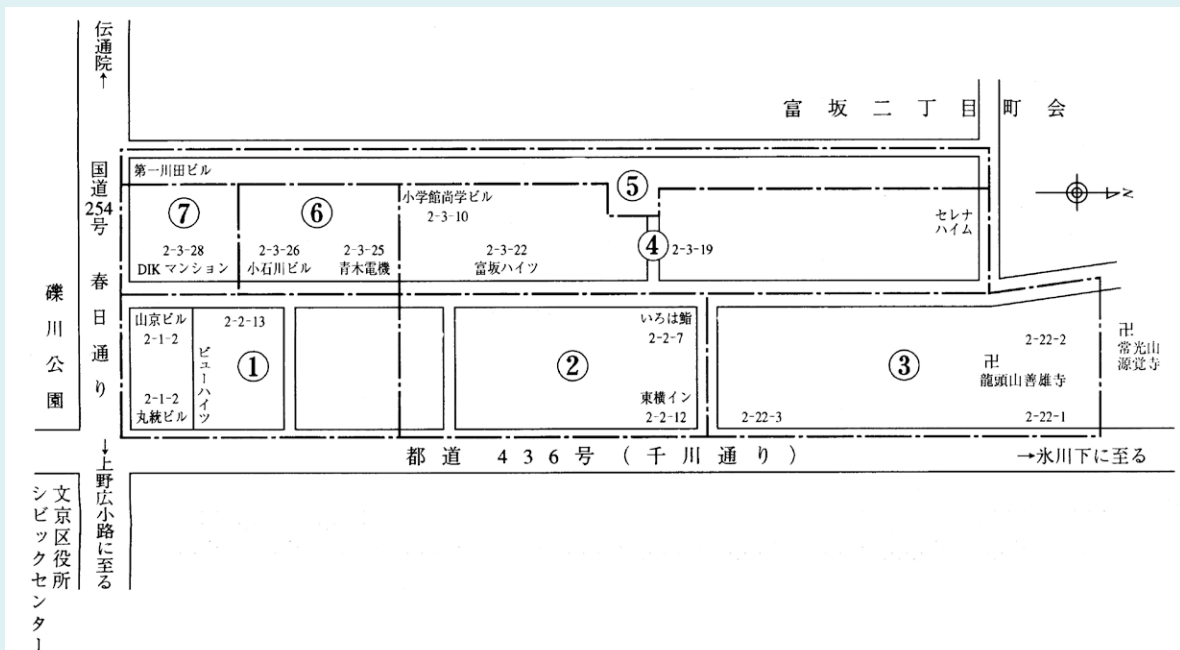 伝通院↑
国道254号 春日通り
↓上野広小路に至る
礫川公園
文京区役所
シビックセンター
富坂二丁目町会
N
第一川田ビル
⑦
2-3-28
DIKマンション
⑥
2-3-26
小石川ビル
2-3-25
青木電機
小学館尚学ビル
2-3-10
2-3-22
富坂ハイツ
⑤
④
2-3-19
セレナ
ハイム
山京ビル
2-1-2
2-1-2
丸統ビル
ビューハイツ
2-2-13
①
②
いろは鮨
2-2-7
東横イン
2-2-12
③
2-22-3
2-22-2
卍
龍頭山善雄寺
2-22-1
卍
常光山
源覚寺
都道436号(千川通り)
→氷川下に至る